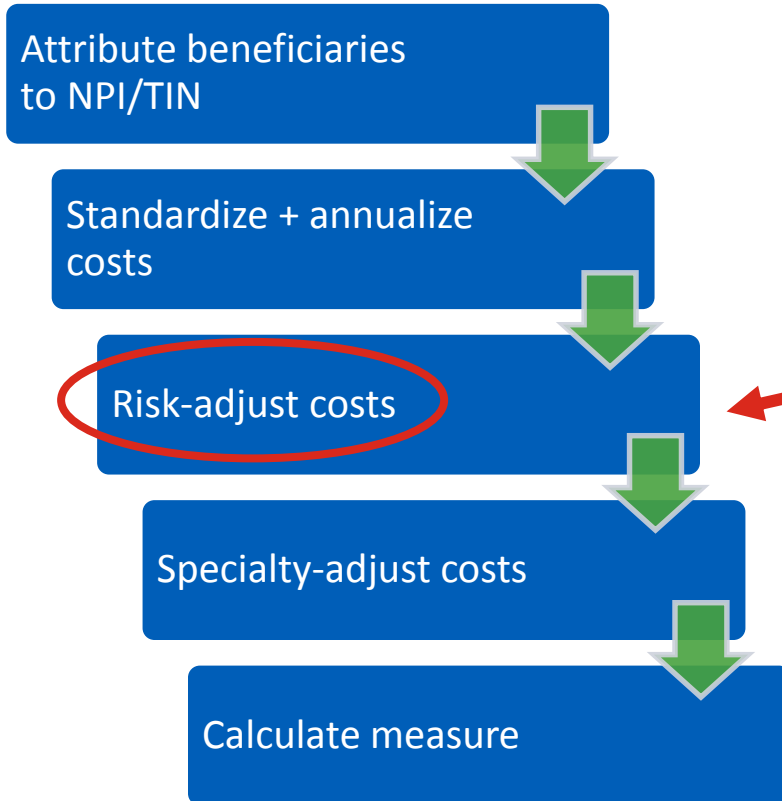 Attribute beneficiaries
to NPI/TIN
Standardize + annualize
costs
Risk-adjust costs
Specialty-adjust costs
Calculate measure